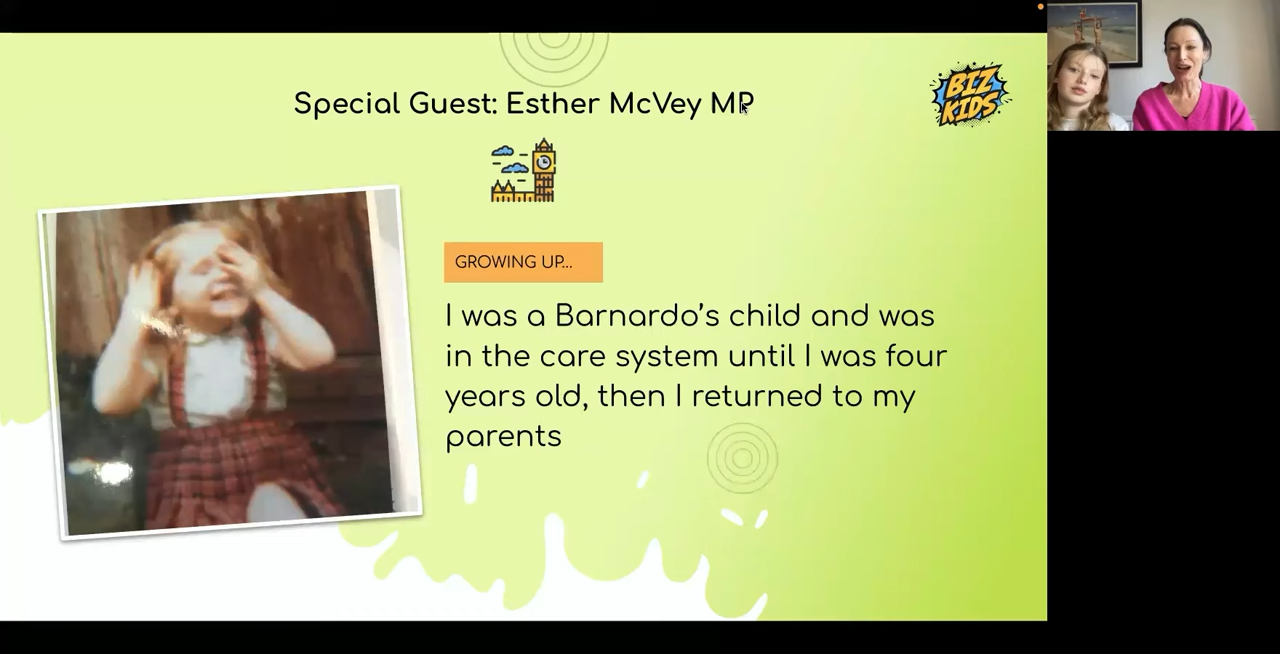 Special Guest: Esther McVey MP
BIZ
KIDS
GROWING UP...
I was a Barnardo's child and was
in the care system until I was four
years old, then I returned to my
parents